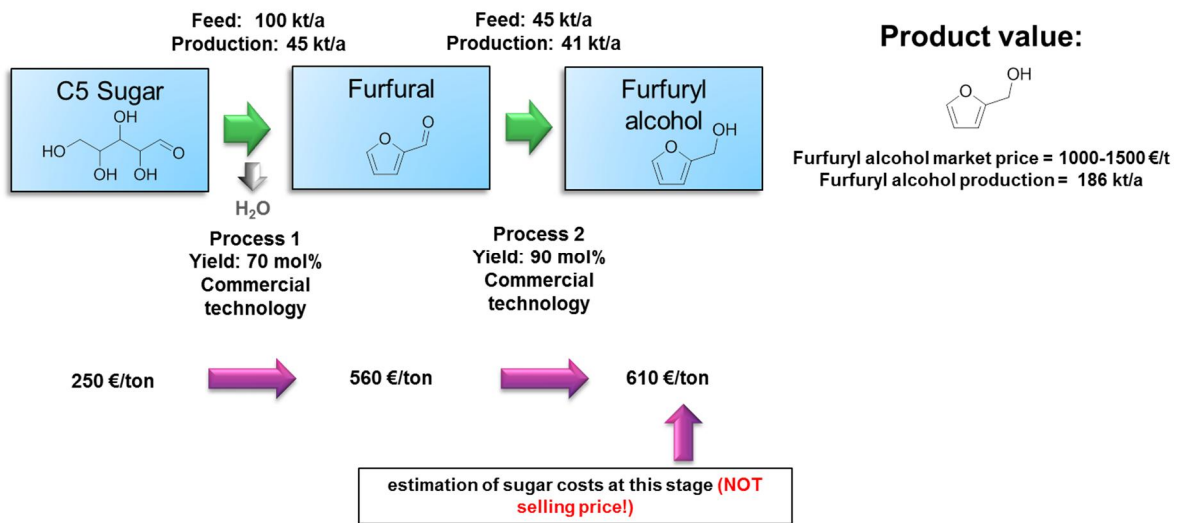 Feed: 100 kt/a
Production: 45 kt/a
Feed: 45 kt/a
Production: 41 kt/a
Product value:
C5 Sugar
OH
HO
O
OH
OH
Furfural
O
O
Furfuryl
alcohol
OH
O
OH
O
Furfuryl alcohol market price = 1000-1500 €/t
Furfuryl alcohol production = 186 kt/a
H₂O
Process 1
Yield: 70 mol%
Commercial
technology
Process 2
Yield: 90 mol%
Commercial
technology
250 €/ton
560 €/ton
610 €/ton
estimation of sugar costs at this stage (NOT
selling price!)